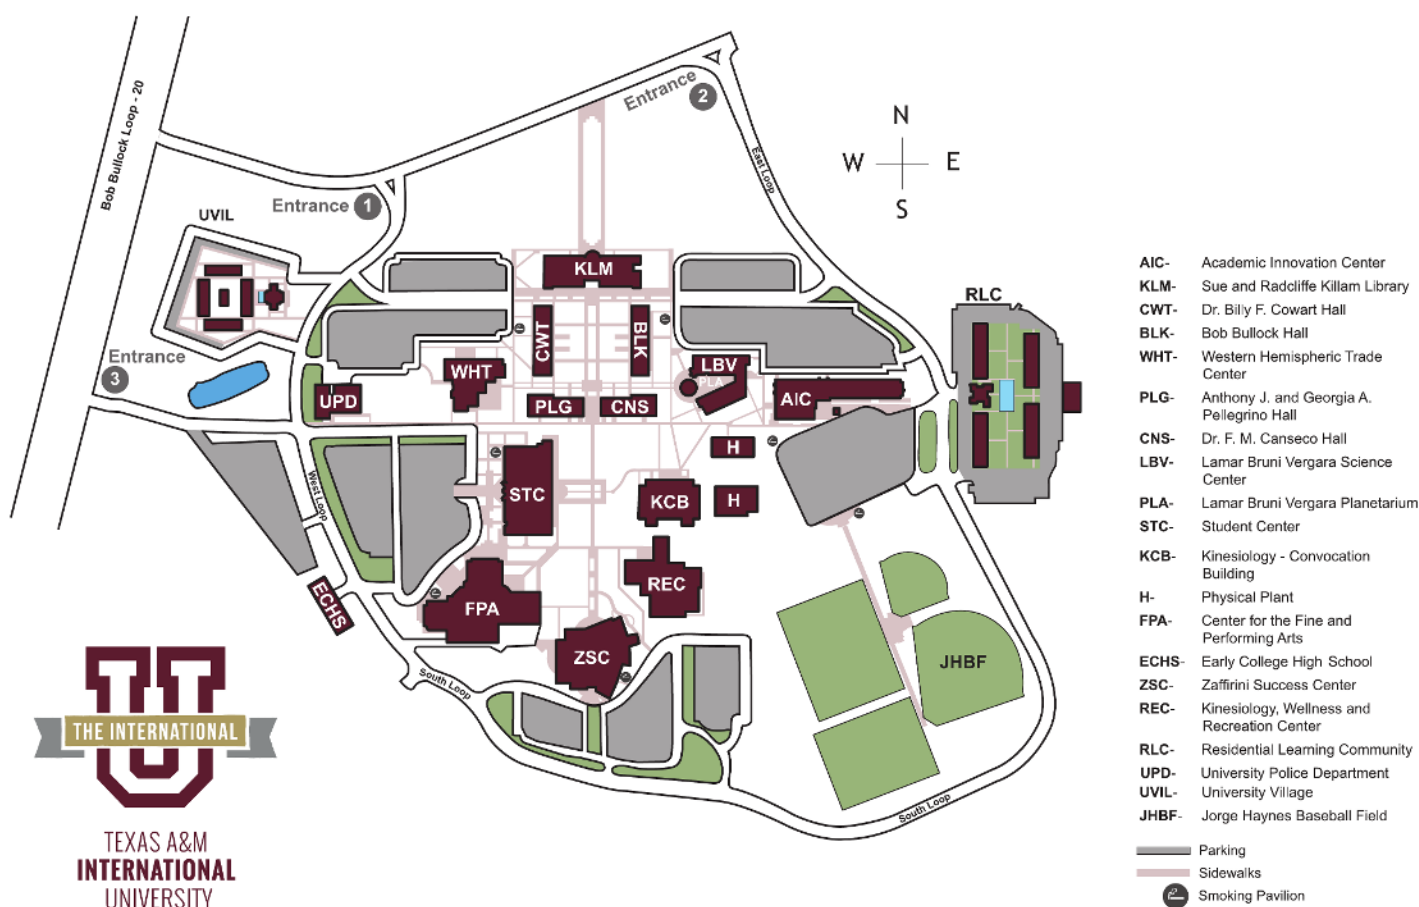 Bob Bullock Loop - 20
Entrance 2
N
W E
S
East Loop
Entrance 1
UVIL
KLM
RLC
CWT
BLK
Entrance
3
WHT
LBV
PLA
UPD
PLG
CNS
AIC
H
STC
KCB
H
West Loop
ECHS
FPA
REC
ZSC
JHBF
South Loop
South Loop
AIC- Academic Innovation Center
KLM- Sue and Radcliffe Killam Library
CWT- Dr. Billy F. Cowart Hall
BLK- Bob Bullock Hall
WHT- Western Hemispheric Trade
Center
PLG- Anthony J. and Georgia A.
Pellegrino Hall
CNS- Dr. F. M. Canseco Hall
LBV- Lamar Bruni Vergara Science
Center
PLA- Lamar Bruni Vergara Planetarium
STC- Student Center
KCB- Kinesiology - Convocation
Building
H- Physical Plant
FPA- Center for the Fine and
Performing Arts
ECHS- Early College High School
ZSC- Zaffirini Success Center
REC- Kinesiology, Wellness and
Recreation Center
RLC- Residential Learning Community
UPD- University Police Department
UVIL- University Village
JHBF- Jorge Haynes Baseball Field
Parking
Sidewalks
Smoking Pavilion
U
THE INTERNATIONAL
TEXAS A&M
INTERNATIONAL
UNIVERSITY